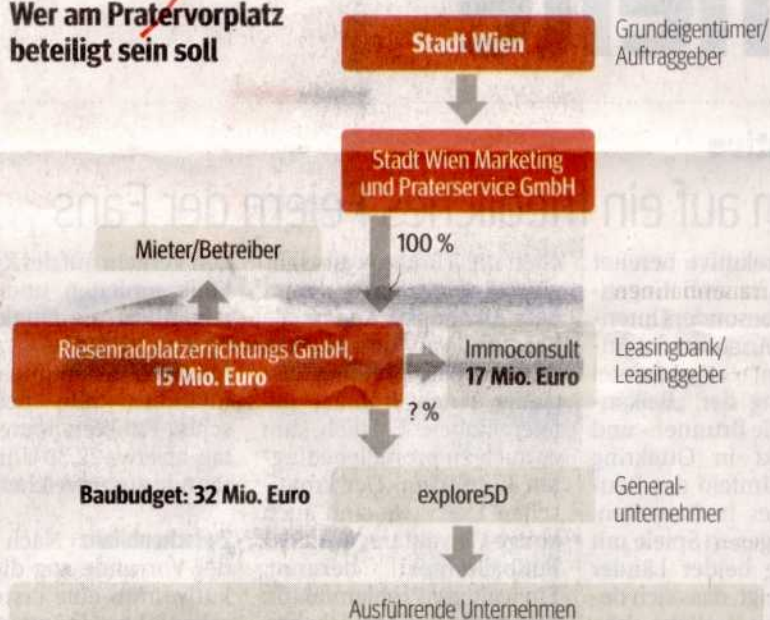 Wer am Pratervorplatz
beteiligt sein soll
Stadt Wien
Grundeigentümer/
Auftraggeber
Stadt Wien Marketing
und Praterservice GmbH
100 %
Mieter/Betreiber
Riesenradplatzerrichtungs GmbH,
15 Mio. Euro
Immoconsult
17 Mio. Euro
Leasingbank/
Leasinggeber
? %
Baubudget: 32 Mio. Euro
explore5D
General-
unternehmer
Ausführende Unternehmen